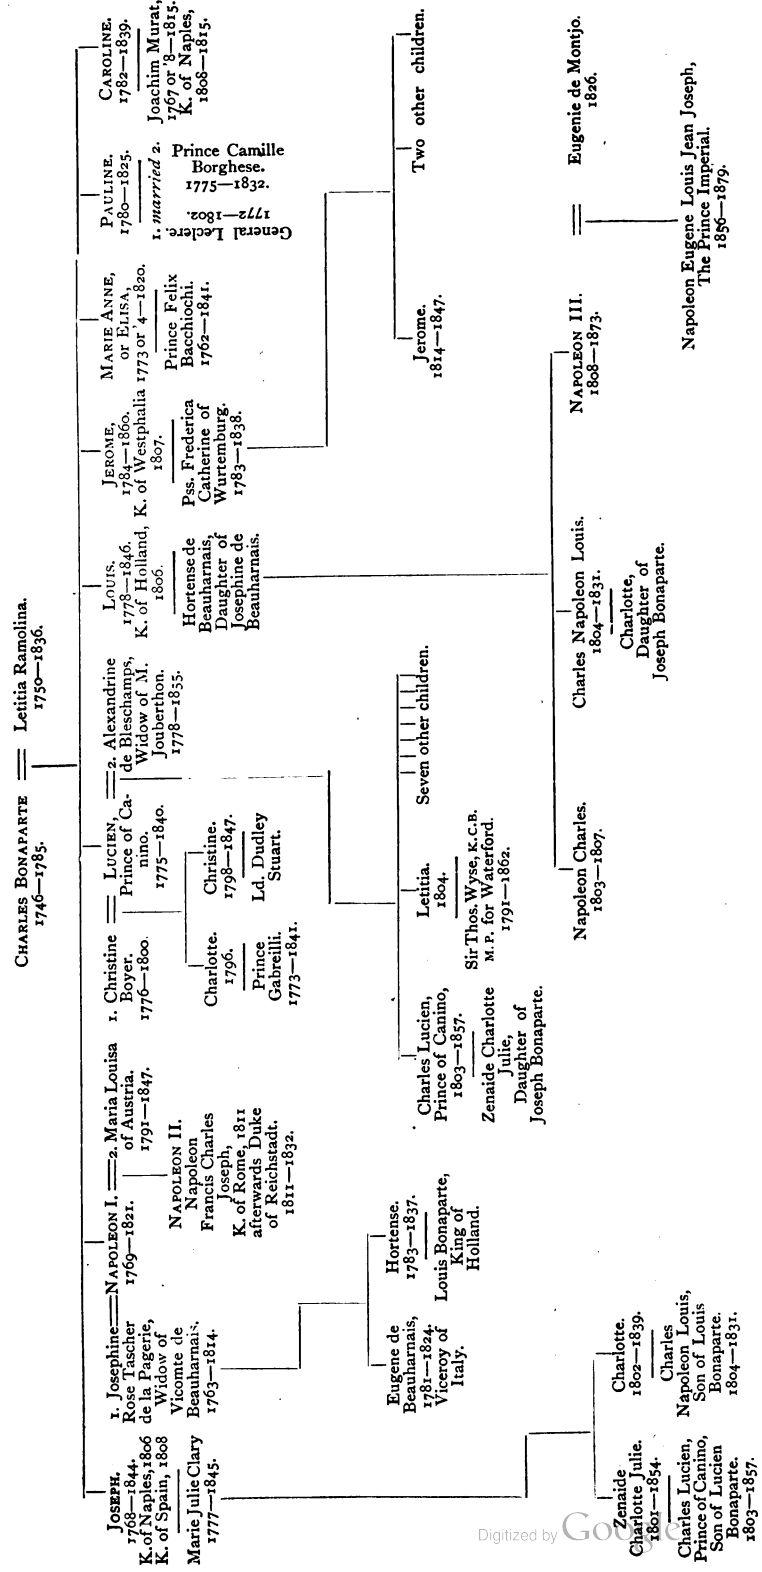 CHARLES BONAPARTE == Letitia Ramolina.
1746—1785.
1750—1836.
JOSEPH.
1768—1844.
K. of Naples, 1806
K. of Spain, 1808
Marie Julie Clary
1777—1845.
1. Josephine==NAPOLEON I.==2. Maria Louisa
Rose Tascher
de la Pagerie,
Widow of
Vicomte de
Beauharnais.
1763—1814.
1769—1821.
of Austria.
1791—1847.
NAPOLEON II.
Napoleon
Francis Charles
Joseph,
K. of Rome, 1811
afterwards Duke
of Reichstadt.
1811—1832.
1. Christine == LUCIEN, ==2. Alexandrine
Boyer.
1776—1800.
Prince of Ca-
nino.
1775—1840.
de Bleschamps,
Widow of M.
Jouberthon.
1778—1855.
LOUIS.
1778—1846.
K. of Holland,
1806.
Hortense de
Beauharnais,
Daughter of
Josephine de
Beauharnais.
JEROME,
1784—1860.
K. of Westphalia
1807.
Pss. Frederica
Catherine of
Wurtemburg.
1783—1838.
MARIE ANNE,
or ELISA,
1773 or '4—1820.
Prince Felix
Bacchiochi.
1762—1841.
PAULINE.
1780—1825.
1. married 2.
General Leclere.
1772—1802.
Prince Camille
Borghese.
1775—1832.
CAROLINE.
1782—1839.
Joachim Murat,
1767 or '8—1815.
K. of Naples,
1808—1815.
Charlotte.
1796.
Prince
Gabreilli.
1773—1841.
Christine.
1798—1847.
Ld. Dudley
Stuart.
Eugene de
Beauharnais,
1781—1824.
Viceroy of
Italy.
Hortense.
1783—1837.
Louis Bonaparte,
King of
Holland.
Charles Lucien,
Prince of Canino,
1803—1857.
Zenaide Charlotte
Julie,
Daughter of
Joseph Bonaparte.
Letitia.
1804.
Sir Thos. Wyse, K.C.B.
M.P. for Waterford.
1791—1862.
Seven other children.
Jerome.
1814—1847.
Two other children.
Napoleon Charles.
1803—1807.
Charles Napoleon Louis.
1804—1831.
Charlotte,
Daughter of
Joseph Bonaparte.
NAPOLEON III. == Eugenie de Montjo.
1808—1873.
1826.
Napoleon Eugene Louis Jean Joseph,
The Prince Imperial.
1856—1879.
Zenaide
Charlotte Julie.
1801—1854.
Charles Lucien,
Prince of Canino,
Son of Lucien
Bonaparte.
1803—1857.
Charlotte.
1802—1839.
Charles
Napoleon Louis,
Son of Louis
Bonaparte.
1804—1831.
Digitized by Google